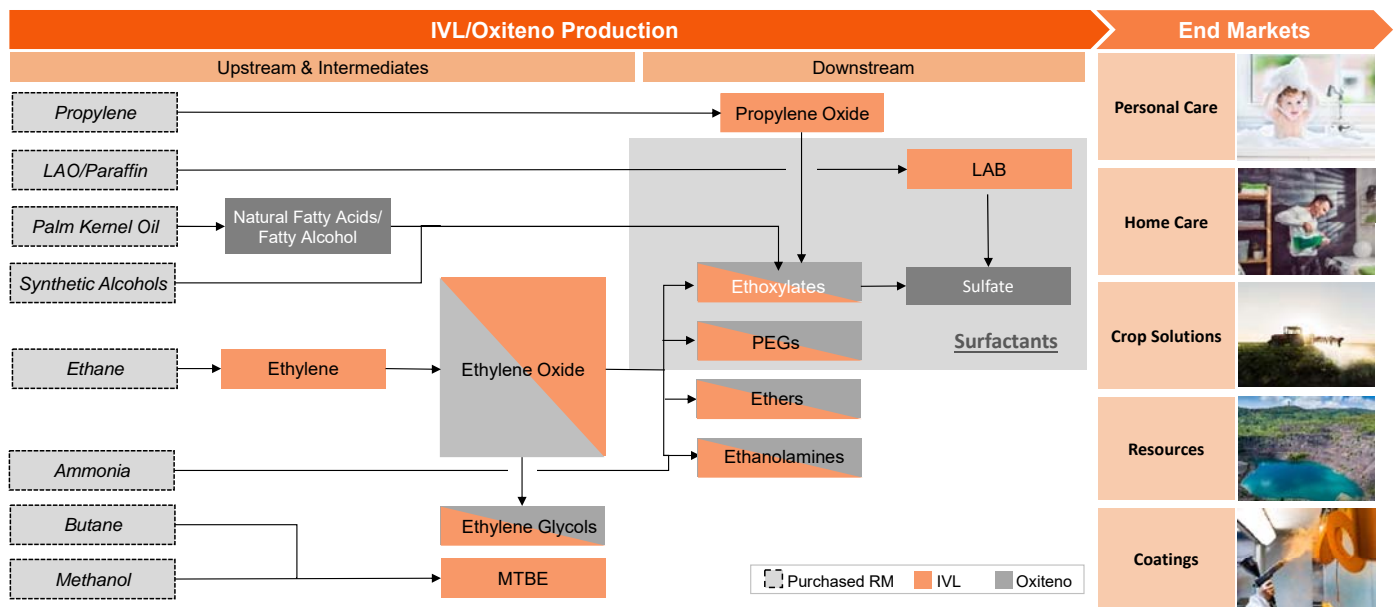 IVL/Oxiteno Production
End Markets
Upstream & Intermediates
Downstream
Propylene
Propylene Oxide
Personal Care
LAO/Paraffin
LAB
Palm Kernel Oil
Natural Fatty Acids/
Fatty Alcohol
Home Care
Synthetic Alcohols
Ethoxylates
Sulfate
PEGs
Surfactants
Crop Solutions
Ethane
Ethylene
Ethylene Oxide
Ethers
Ethanolamines
Resources
Ammonia
Butane
Ethylene Glycols
Methanol
MTBE
Coatings
Purchased RM
IVL
Oxiteno